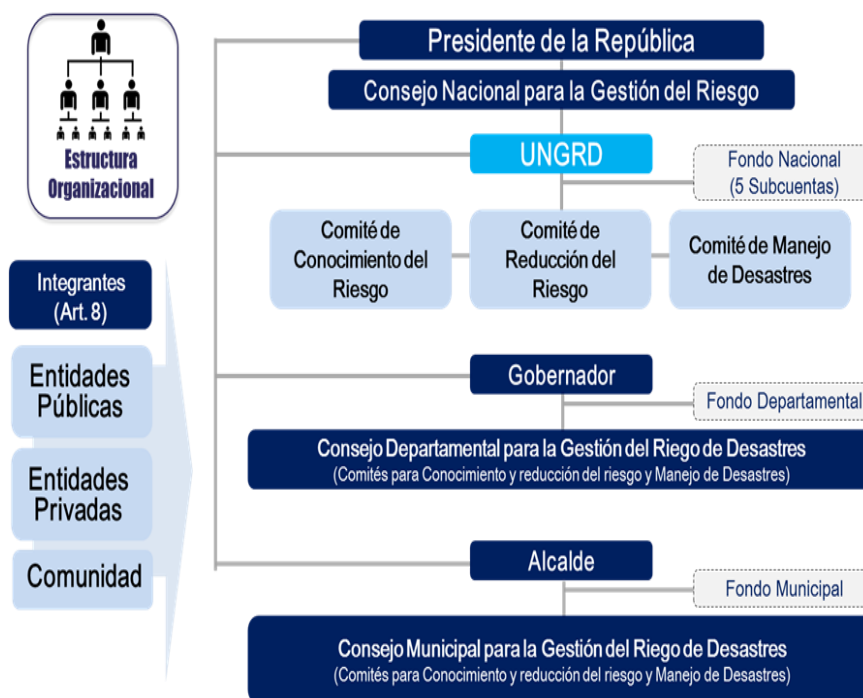 Estructura
Organizacional
Integrantes
(Art. 8)
Entidades
Públicas
Entidades
Privadas
Comunidad
Presidente de la República
Consejo Nacional para la Gestión del Riesgo
UNGRD
Fondo Nacional
(5 Subcuentas)
Comité de
Conocimiento del
Riesgo
Comité de
Reducción del
Riesgo
Comité de Manejo
de Desastres
Gobernador
Fondo Departamental
Consejo Departamental para la Gestión del Riego de Desastres
(Comités para Conocimiento y reducción del riesgo y Manejo de Desastres)
Alcalde
Fondo Municipal
Consejo Municipal para la Gestión del Riego de Desastres
(Comités para Conocimiento y reducción del riesgo y Manejo de Desastres)